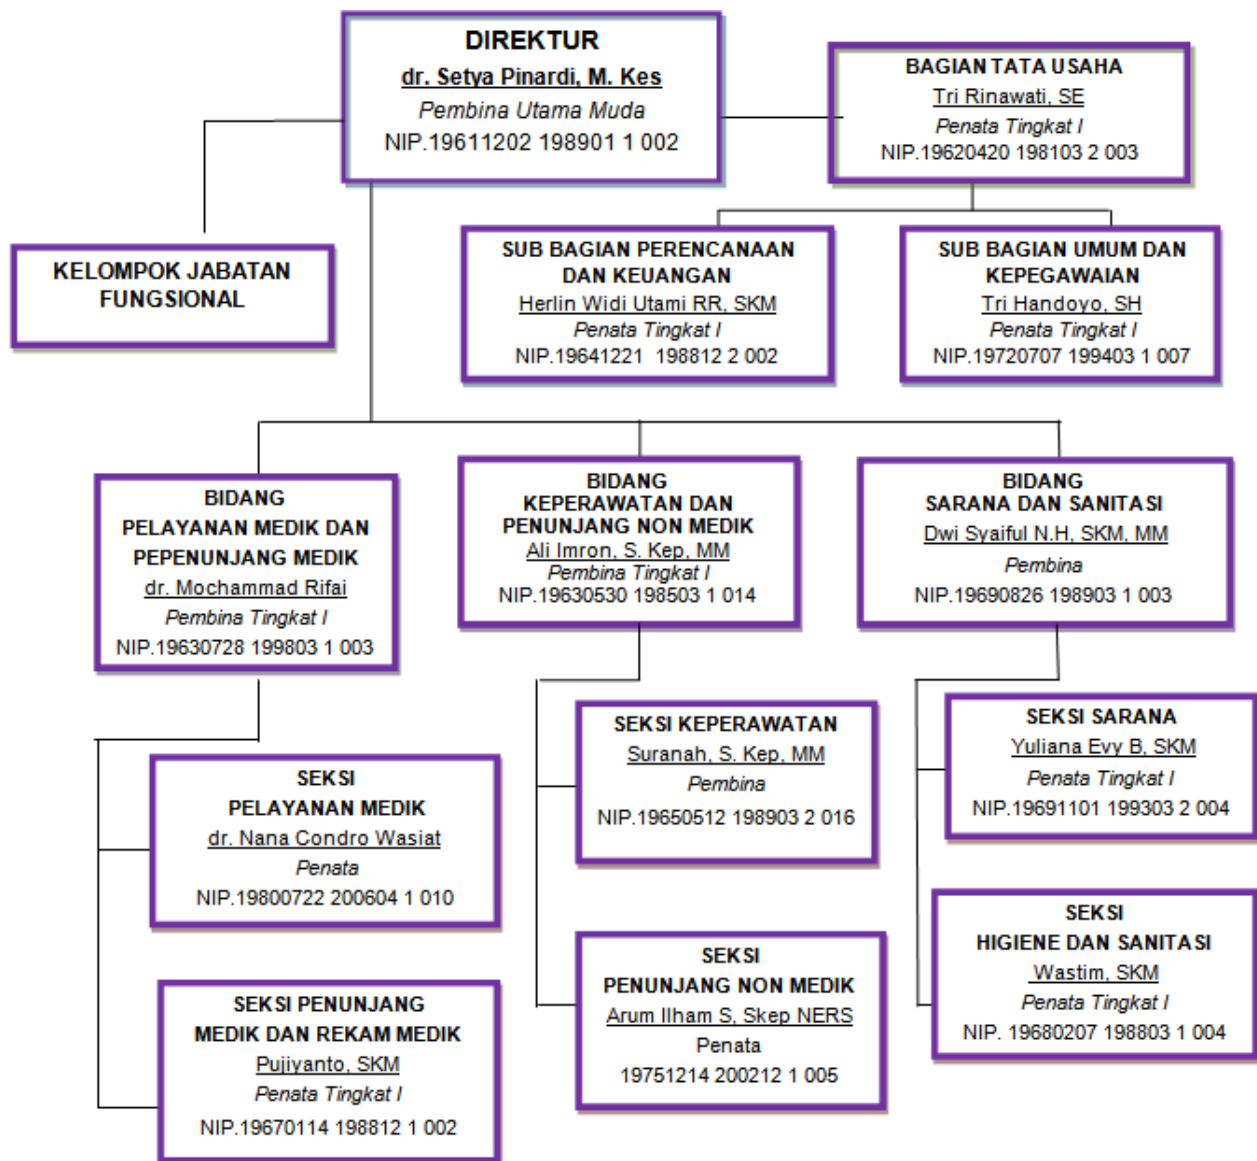 DIREKTUR
dr. Setya Pinardi, M. Kes
Pembina Utama Muda
NIP.19611202 198901 1 002
BAGIAN TATA USAHA
Tri Rinawati, SE
Penata Tingkat I
NIP.19620420 198103 2 003
KELOMPOK JABATAN
FUNGSIONAL
SUB BAGIAN PERENCANAAN
DAN KEUANGAN
Herlin Widi Utami RR, SKM
Penata Tingkat I
NIP.19641221 198812 2 002
SUB BAGIAN UMUM DAN
KEPEGAWAIAN
Tri Handoyo, SH
Penata Tingkat I
NIP.19720707 199403 1 007
BIDANG
PELAYANAN MEDIK DAN
PEPENUNJANG MEDIK
dr. Mochammad Rifai
Pembina Tingkat I
NIP.19630728 199803 1 003
BIDANG
KEPERAWATAN DAN
PENUNJANG NON MEDIK
Ali Imron, S. Kep, MM
Pembina Tingkat I
NIP.19630530 198503 1 014
BIDANG
SARANA DAN SANITASI
Dwi Syaiful N.H, SKM, MM
Pembina
NIP.19690826 198903 1 003
SEKSI
PELAYANAN MEDIK
dr. Nana Condro Wasiat
Penata
NIP.19800722 200604 1 010
SEKSI PENUNJANG
MEDIK DAN REKAM MEDIK
Pujiyanto, SKM
Penata Tingkat I
NIP.19670114 198812 1 002
SEKSI KEPERAWATAN
Suranah, S. Kep, MM
Pembina
NIP.19650512 198903 2 016
SEKSI
PENUNJANG NON MEDIK
Arum Ilham S, Skep NERS
Penata
19751214 200212 1 005
SEKSI SARANA
Yuliana Evy B, SKM
Penata Tingkat I
NIP.19691101 199303 2 004
SEKSI
HIGIENE DAN SANITASI
Wastim, SKM
Penata Tingkat I
NIP. 19680207 198803 1 004